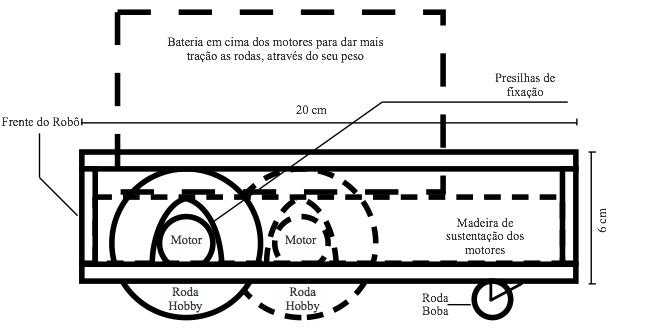 Bateria em cima dos motores para dar mais
tração as rodas, através do seu peso
Presilhas de
fixação
20 cm
Frente do Robô
6 cm
Motor
Motor
Madeira de
sustentação dos
motores
Roda
Hobby
Roda
Hobby
Roda
Boba